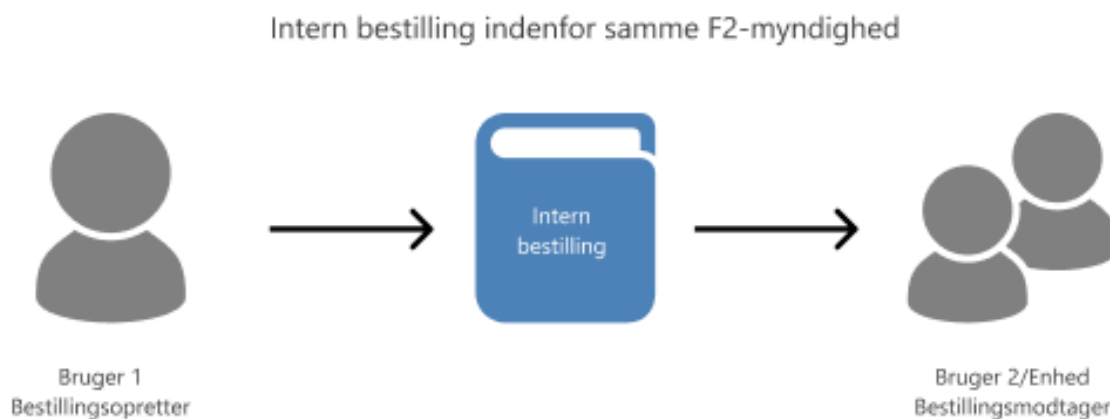 Intern bestilling indenfor samme F2-myndighed
Intern
bestilling
Bruger 1
Bestillingsopretter
Bruger 2/Enhed
Bestillingsmodtager